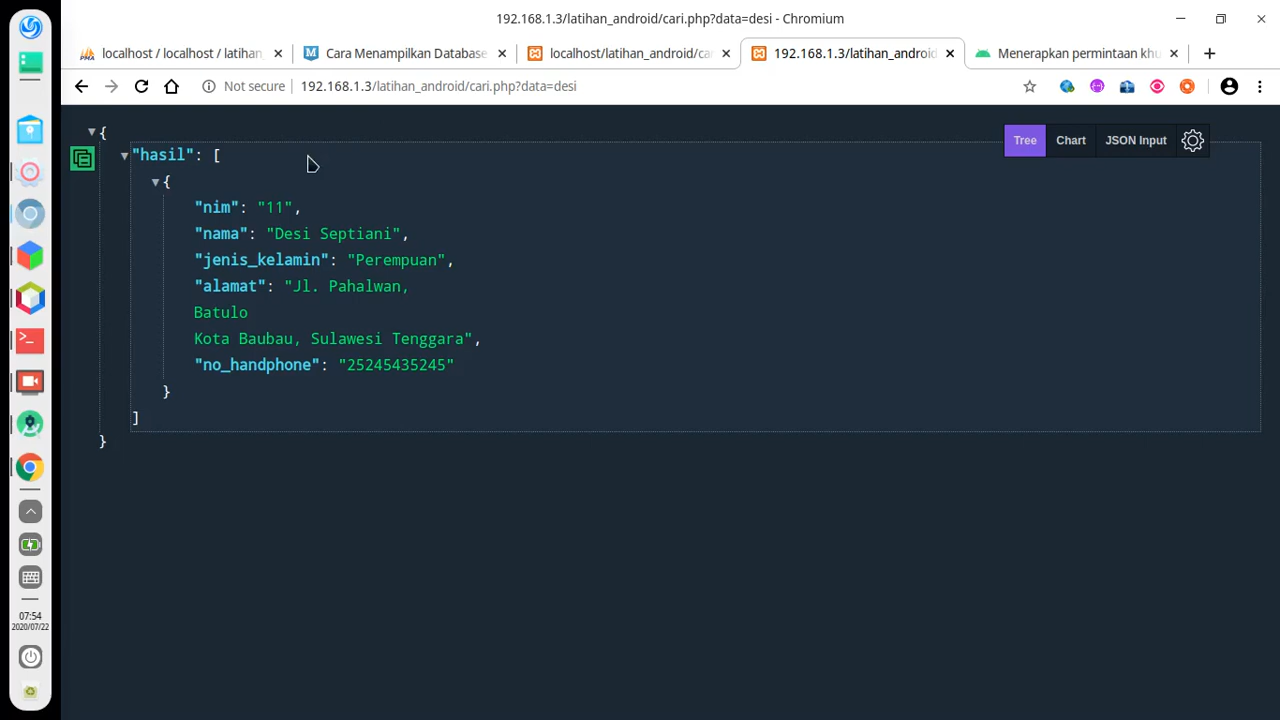 192.168.1.3/latihan_android/cari.php?data=desi - Chromium
localhost / localhost / latihan
Cara Menampilkan Database
localhost/latihan_android/car
192.168.1.3/latihan_android
Menerapkan permintaan khu
Not secure
192.168.1.3/latihan_android/cari.php?data=desi
Tree
Chart
JSON Input
{
"hasil": [
{
"nim": "11",
"nama": "Desi Septiani",
"jenis_kelamin": "Perempuan",
"alamat": "Jl. Pahalwan,
Batulo
Kota Baubau, Sulawesi Tenggara",
"no_handphone": "25245435245"
}
]
}
07:54
2020/07/22